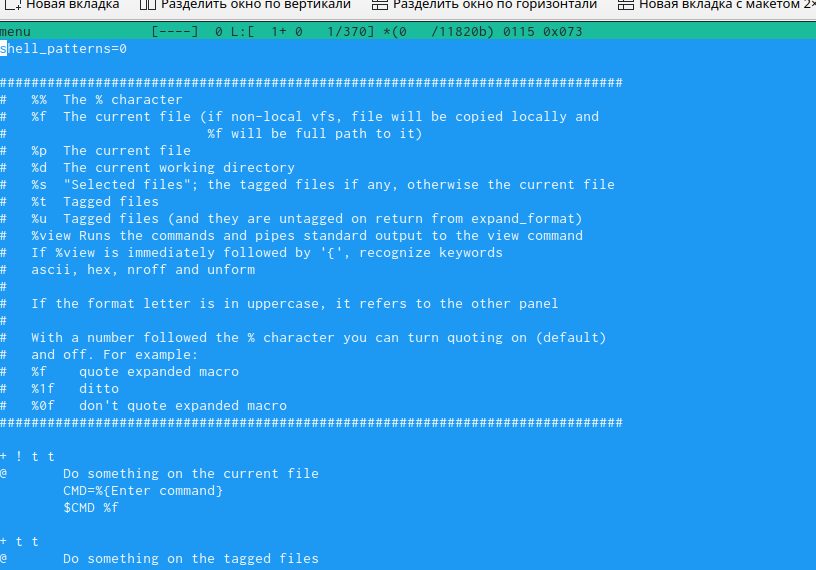 Новая вкладка Разделить окно по вертикали Разделить окно по горизонтали Новая вкладка с макетом 2×
menu [----] 0 L:[ 1+ 0 1/370] *(0 /11820b) 0115 0x073
shell_patterns=0
###############################################################################
# %% The % character
# %f The current file (if non-local vfs, file will be copied locally and
# %f will be full path to it)
# %p The current file
# %d The current working directory
# %s "Selected files"; the tagged files if any, otherwise the current file
# %t Tagged files
# %u Tagged files (and they are untagged on return from expand_format)
# %view Runs the commands and pipes standard output to the view command
# If %view is immediately followed by '{', recognize keywords
# ascii, hex, nroff and unform
#
# If the format letter is in uppercase, it refers to the other panel
#
# With a number followed the % character you can turn quoting on (default)
# and off. For example:
# %f quote expanded macro
# %1f ditto
# %0f don't quote expanded macro
###############################################################################
+ ! t t
@ Do something on the current file
CMD=%{Enter command}
$CMD %f
+ t t
@ Do something on the tagged files